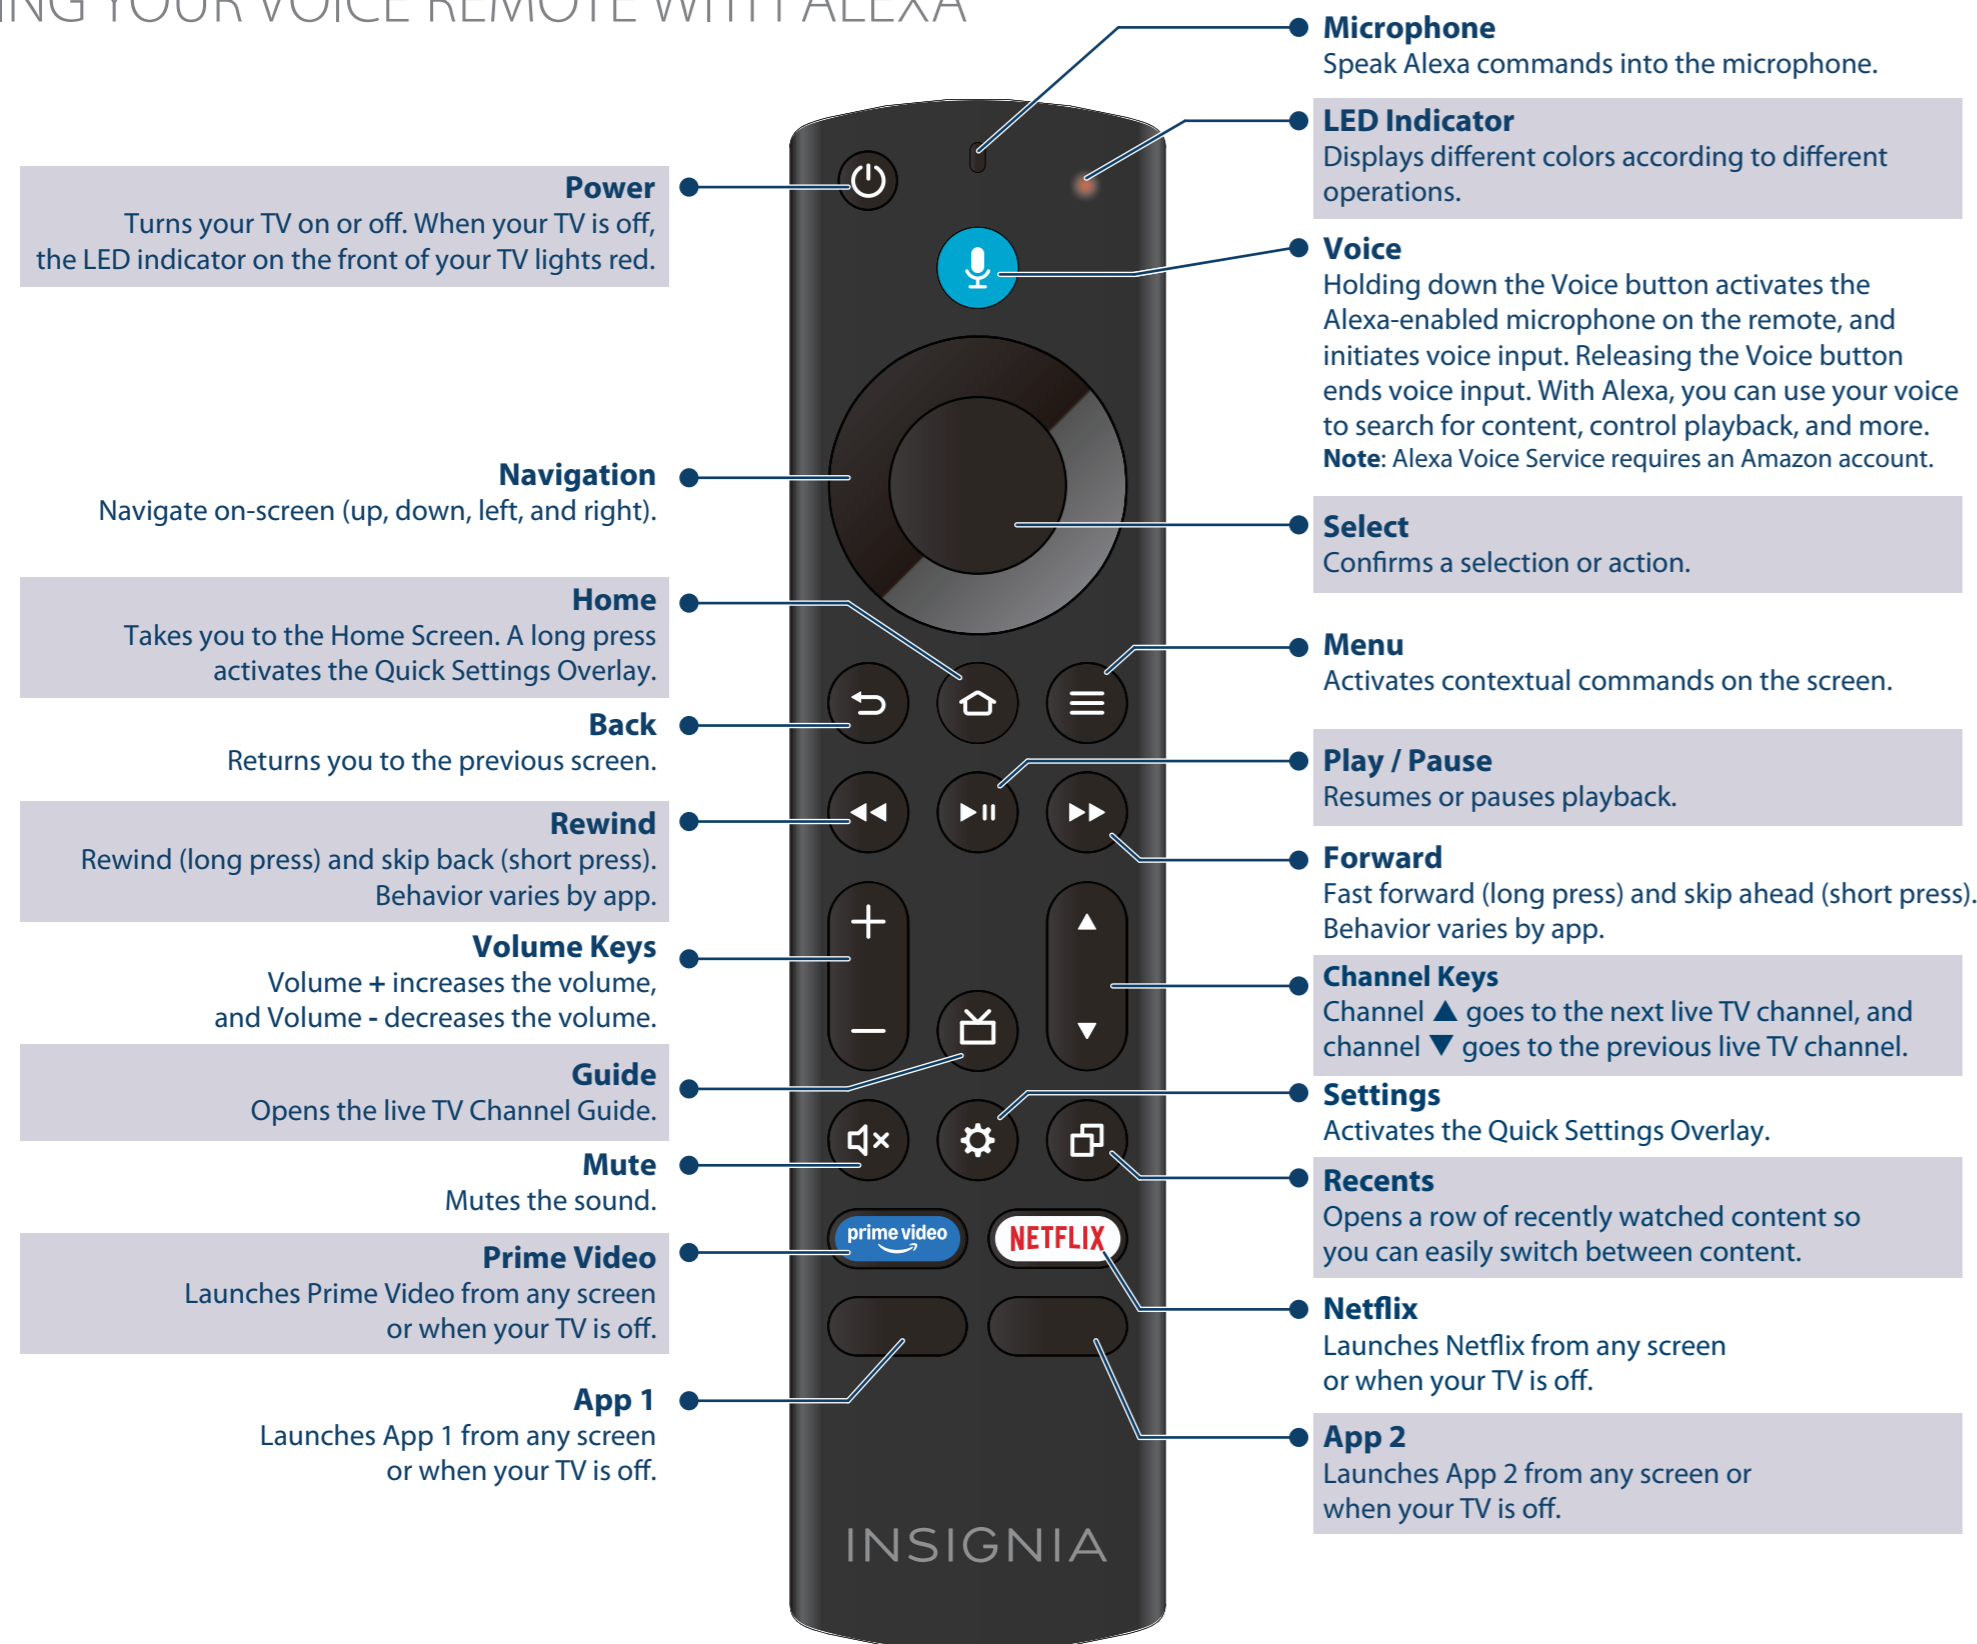 ING YOUR VOICE REMOTE WITH ALEXA
Power
Turns your TV on or off. When your TV is off,
the LED indicator on the front of your TV lights red.
Navigation
Navigate on-screen (up, down, left, and right).
Home
Takes you to the Home Screen. A long press
activates the Quick Settings Overlay.
Back
Returns you to the previous screen.
Rewind
Rewind (long press) and skip back (short press).
Behavior varies by app.
Volume Keys
Volume + increases the volume,
and Volume - decreases the volume.
Guide
Opens the live TV Channel Guide.
Mute
Mutes the sound.
Prime Video
Launches Prime Video from any screen
or when your TV is off.
App 1
Launches App 1 from any screen
or when your TV is off.
prime video
NETFLIX
INSIGNIA
Microphone
Speak Alexa commands into the microphone.
LED Indicator
Displays different colors according to different
operations.
Voice
Holding down the Voice button activates the
Alexa-enabled microphone on the remote, and
initiates voice input. Releasing the Voice button
ends voice input. With Alexa, you can use your voice
to search for content, control playback, and more.
Note: Alexa Voice Service requires an Amazon account.
Select
Confirms a selection or action.
Menu
Activates contextual commands on the screen.
Play / Pause
Resumes or pauses playback.
Forward
Fast forward (long press) and skip ahead (short press).
Behavior varies by app.
Channel Keys
Channel ▲ goes to the next live TV channel, and
channel ▼ goes to the previous live TV channel.
Settings
Activates the Quick Settings Overlay.
Recents
Opens a row of recently watched content so
you can easily switch between content.
Netflix
Launches Netflix from any screen
or when your TV is off.
App 2
Launches App 2 from any screen or
when your TV is off.